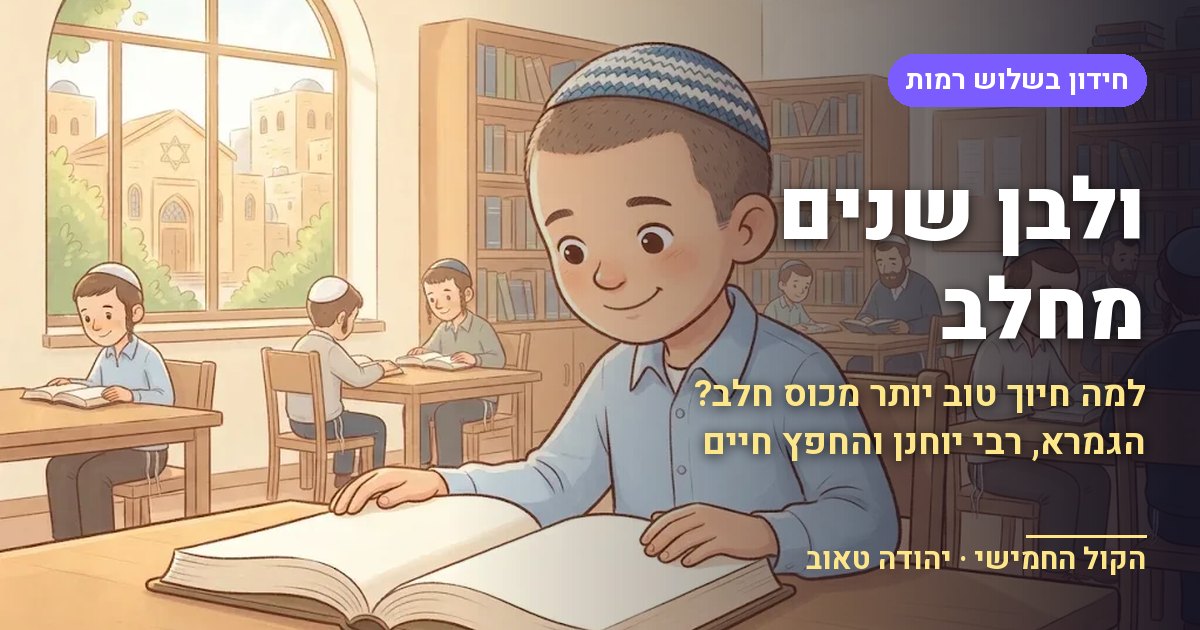 חידון בשלוש רמות
ולבן שנים
מחלב
למה חיוך טוב יותר מכוס חלב?
הגמרא, רבי יוחנן והחפץ חיים
הקול החמישי · יהודה טאוב